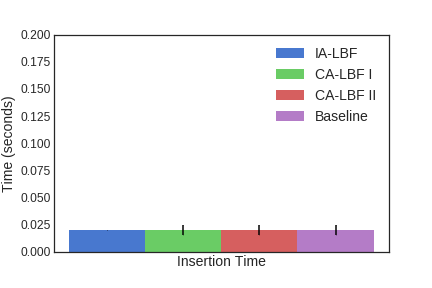 0.200
0.175
0.150
0.125
0.100
0.075
0.050
0.025
0.000
Time (seconds)
IA-LBF
CA-LBF I
CA-LBF II
Baseline
Insertion Time